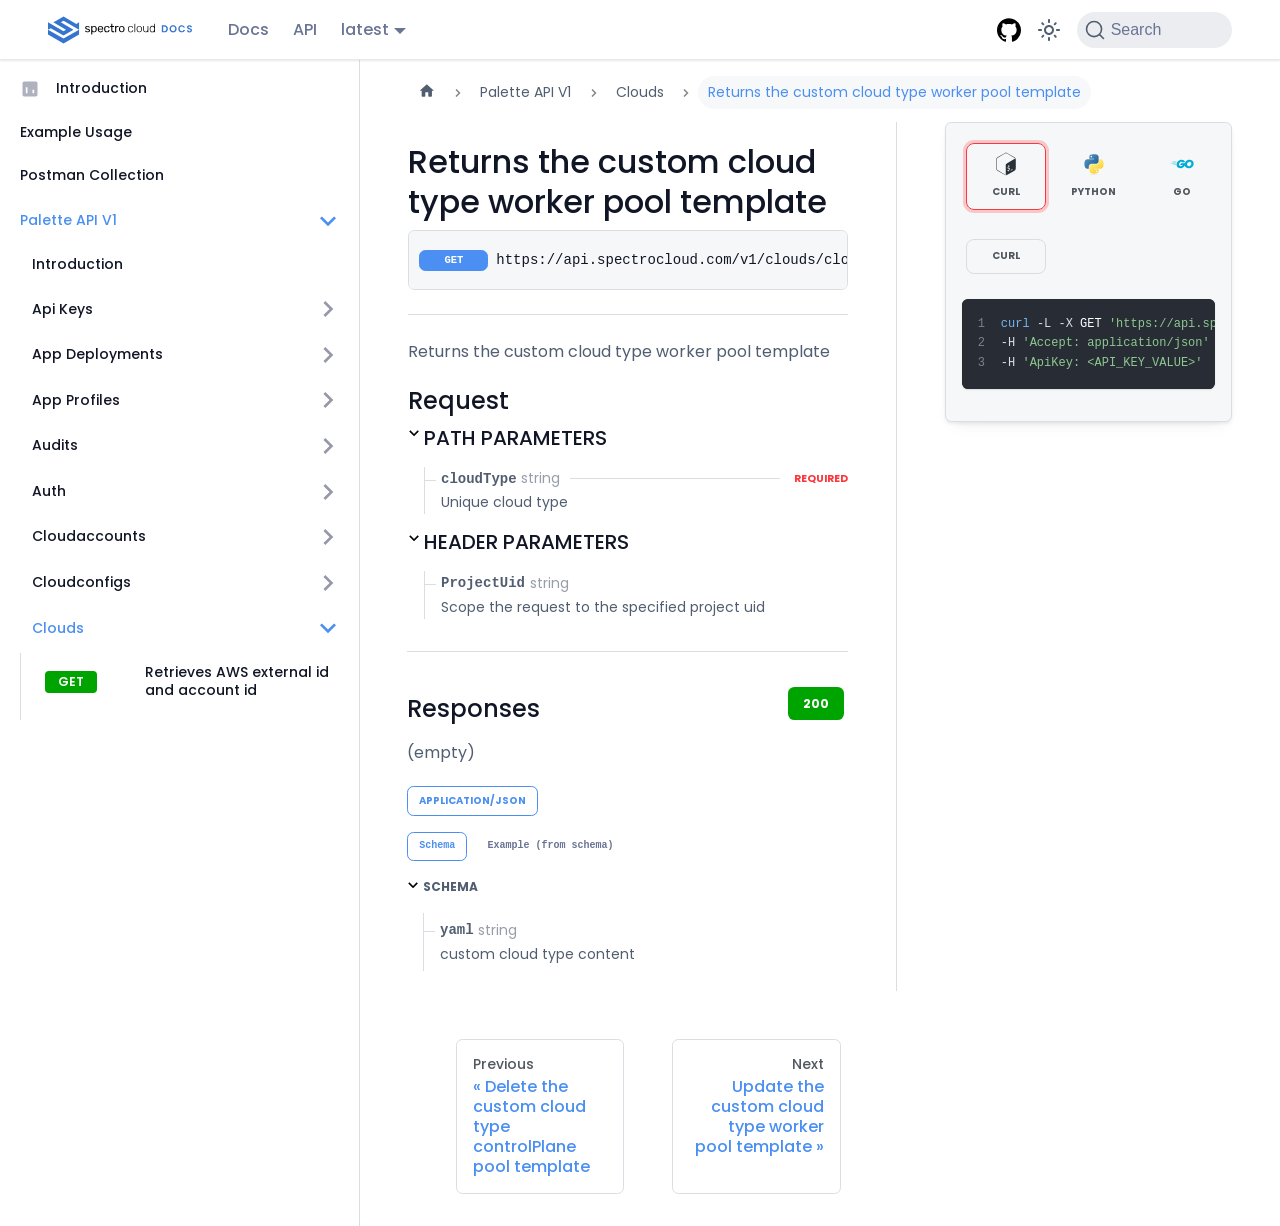 spectro cloud DOCS
Docs
API
latest
Search
Introduction
Example Usage
Postman Collection
Palette API V1
Introduction
Api Keys
App Deployments
App Profiles
Audits
Auth
Cloudaccounts
Cloudconfigs
Clouds
GET
Retrieves AWS external id
and account id
Palette API V1
Clouds
Returns the custom cloud type worker pool template
Returns the custom cloud
type worker pool template
GET https://api.spectrocloud.com/v1/clouds/clo
Returns the custom cloud type worker pool template
Request
PATH PARAMETERS
cloudType string REQUIRED
Unique cloud type
HEADER PARAMETERS
ProjectUid string
Scope the request to the specified project uid
Responses
200
(empty)
APPLICATION/JSON
Schema
Example (from schema)
SCHEMA
yaml string
custom cloud type content
CURL
PYTHON
GO
GO
CURL
1 curl -L -X GET 'https://api.sp
2 -H 'Accept: application/json'
3 -H 'ApiKey: <API_KEY_VALUE>'
Previous
« Delete the
custom cloud
type
controlPlane
pool template
Next
Update the
custom cloud
type worker
pool template »